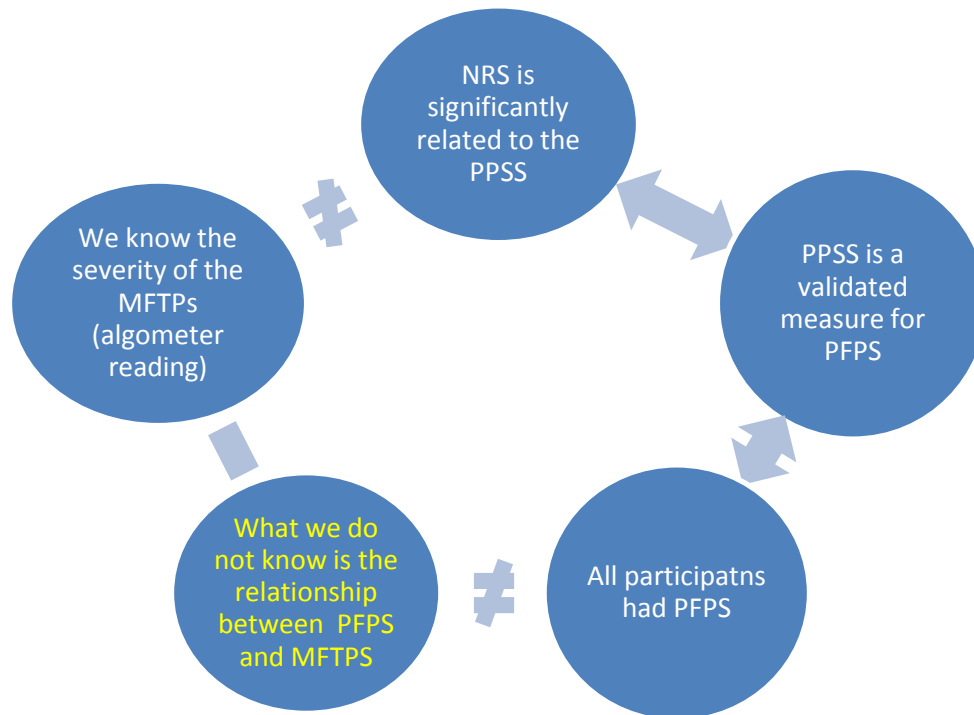 NRS is
significantly
related to the
PPSS
PPSS is a
validated
measure for
PFPS
All participatns
had PFPS
What we do
not know is the
relationship
between PFPS
and MFTPS
We know the
severity of the
MFTPs
(algometer
reading)